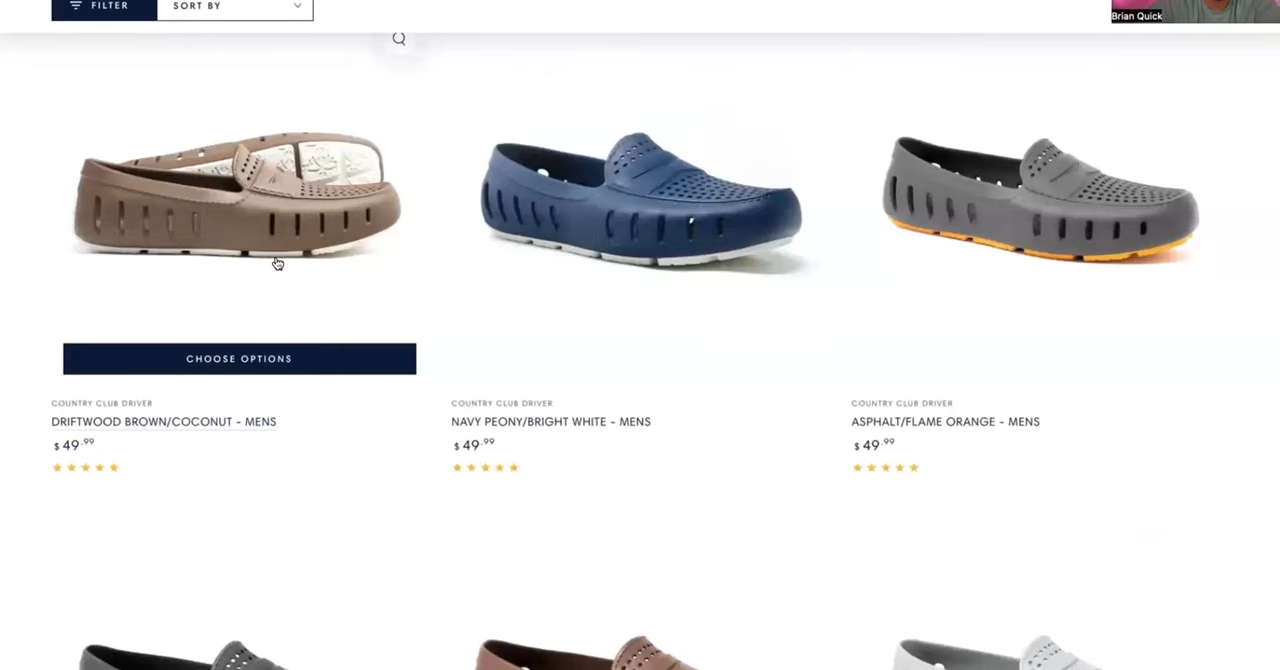 FILTER
SORT BY
Brian Quick
CHOOSE OPTIONS
COUNTRY CLUB DRIVER
DRIFTWOOD BROWN/COCONUT - MENS
$ 49.99
COUNTRY CLUB DRIVER
NAVY PEONY/BRIGHT WHITE - MENS
$ 49.99
COUNTRY CLUB DRIVER
ASPHALT/FLAME ORANGE - MENS
$ 49.99